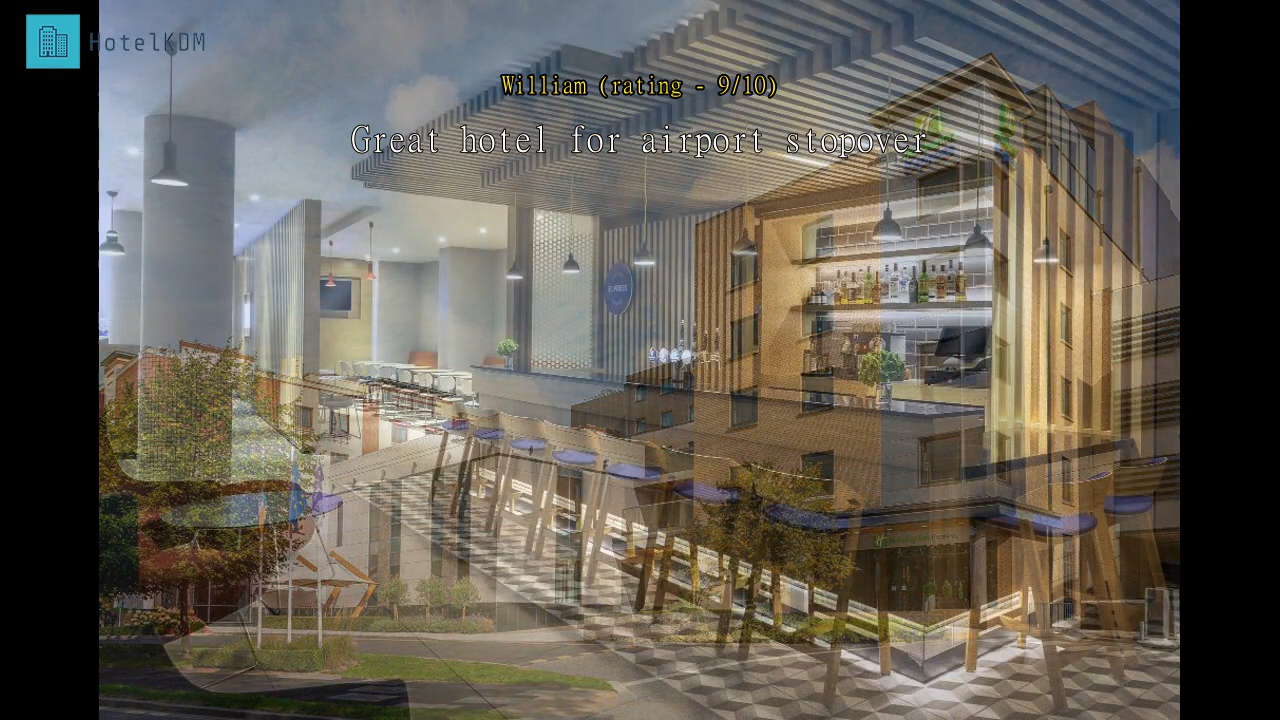 HotelKDM
William (rating - 9/10)
Great hotel for airport stopover